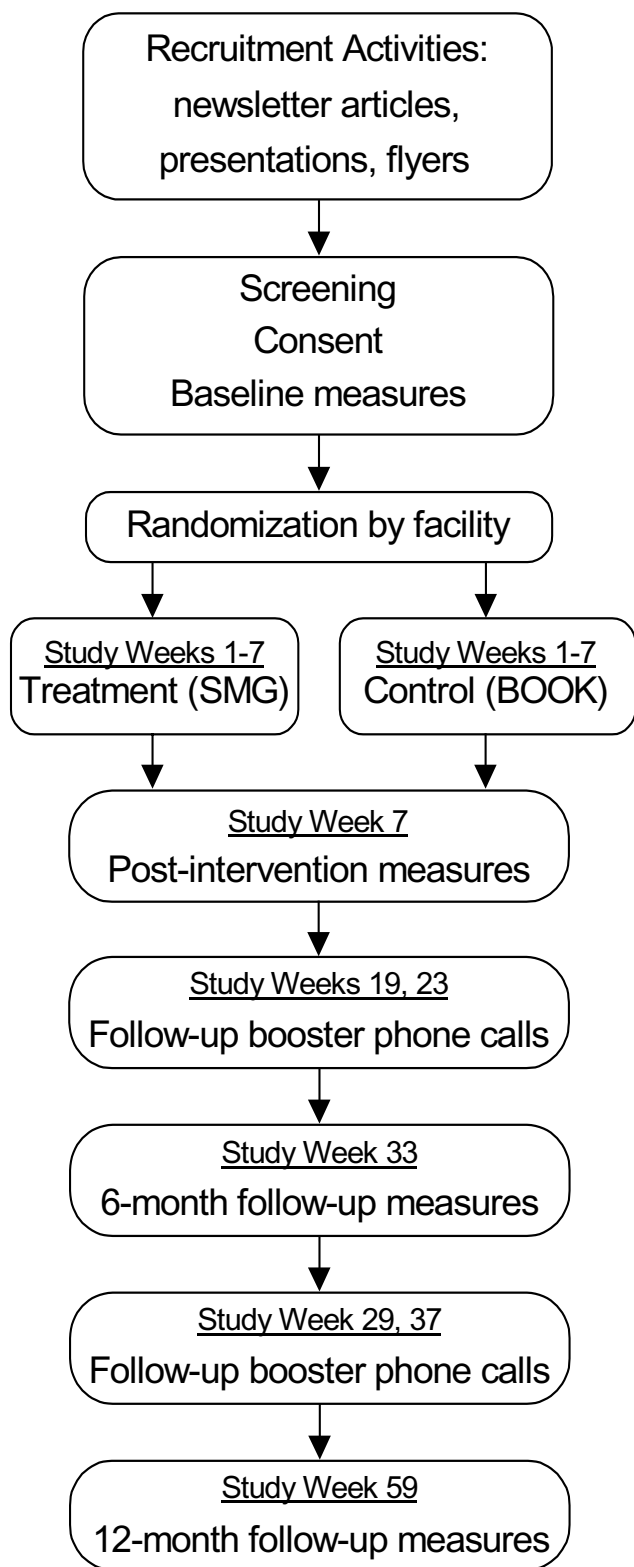 Recruitment Activities:
newsletter articles,
presentations, flyers
Screening
Consent
Baseline measures
Randomization by facility
Study Weeks 1-7
Treatment (SMG)
Study Weeks 1-7
Control (BOOK)
Study Week 7
Post-intervention measures
Study Weeks 19, 23
Follow-up booster phone calls
Study Week 33
6-month follow-up measures
Study Week 29, 37
Follow-up booster phone calls
Study Week 59
12-month follow-up measures